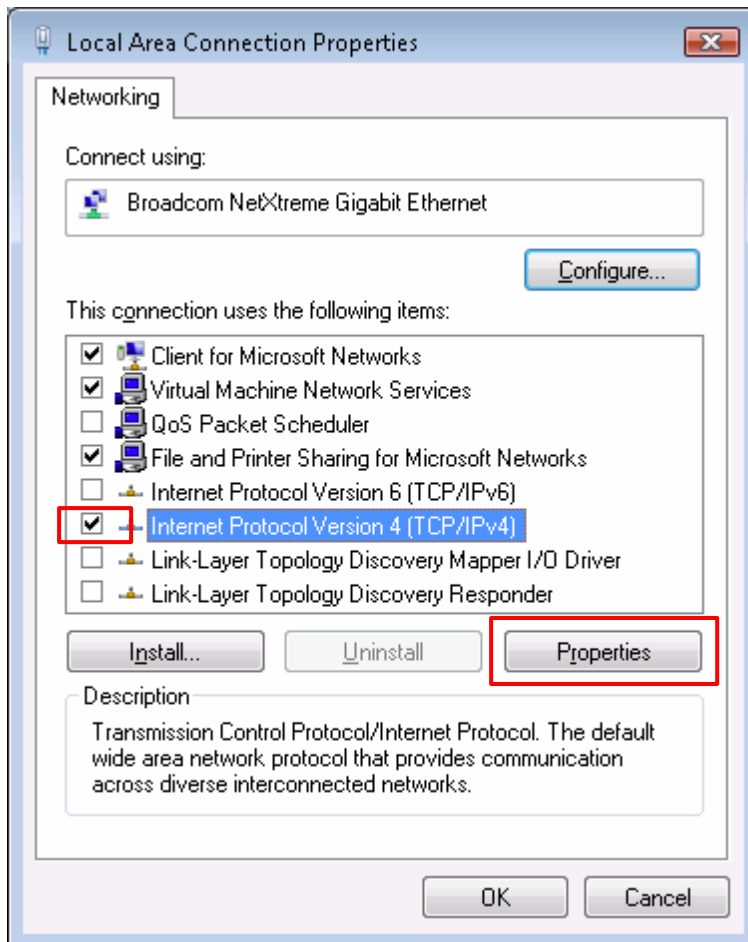 Local Area Connection Properties
Networking
Connect using:
Broadcom NetXtreme Gigabit Ethernet
Configure...
This connection uses the following items:
Client for Microsoft Networks
Virtual Machine Network Services
QoS Packet Scheduler
File and Printer Sharing for Microsoft Networks
Internet Protocol Version 6 (TCP/IPv6)
Internet Protocol Version 4 (TCP/IPv4)
Link-Layer Topology Discovery Mapper I/O Driver
Link-Layer Topology Discovery Responder
Install... Uninstall Properties
Description
Transmission Control Protocol/Internet Protocol. The default
wide area network protocol that provides communication
across diverse interconnected networks.
OK Cancel